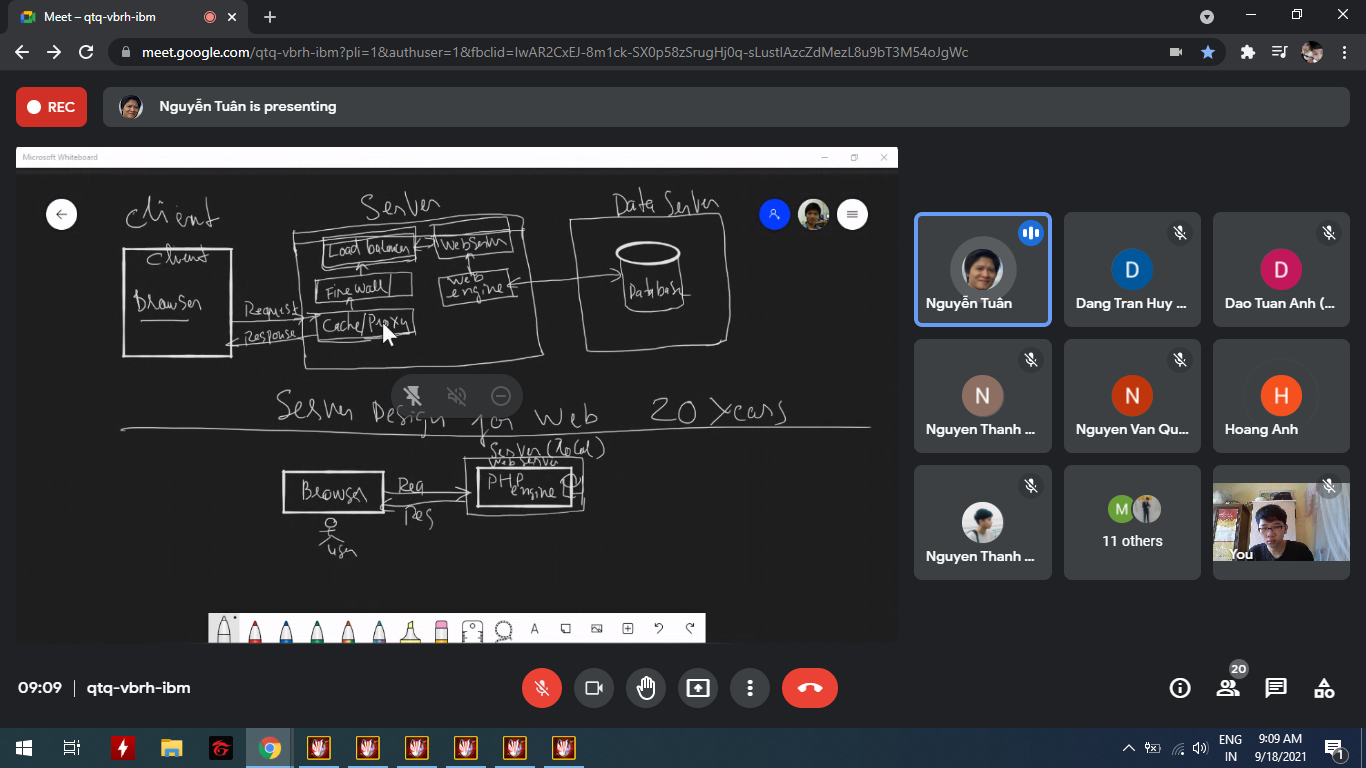 Meet – qtq-vbrh-ibm
meet.google.com/qtq-vbrh-ibm?pli=1&authuser=1&fbclid=IwAR2CxEJ-8m1ck-SX0p58zSrugHj0q-sLustIAzcZdMezL8u9bT3M54oJgWc
REC
Nguyễn Tuân is presenting
Microsoft Whiteboard
Client
Server
Data Server
Client
Browser
Load balancer
Webserver
Firewall
Web engine
Cache/Proxy
Database
Request
Response
Server Design for Web 20 Years
Server (Local)
Webserver
Browser
Req
Res
PHP engine
User
Nguyễn Tuân
D
Dang Tran Huy ...
D
Dao Tuan Anh (...
N
Nguyen Thanh ...
N
Nguyen Van Qu...
H
Hoang Anh
Nguyen Thanh ...
M
11 others
You
A
09:09 | qtq-vbrh-ibm
20
ENG
IN
9:09 AM
9/18/2021
1